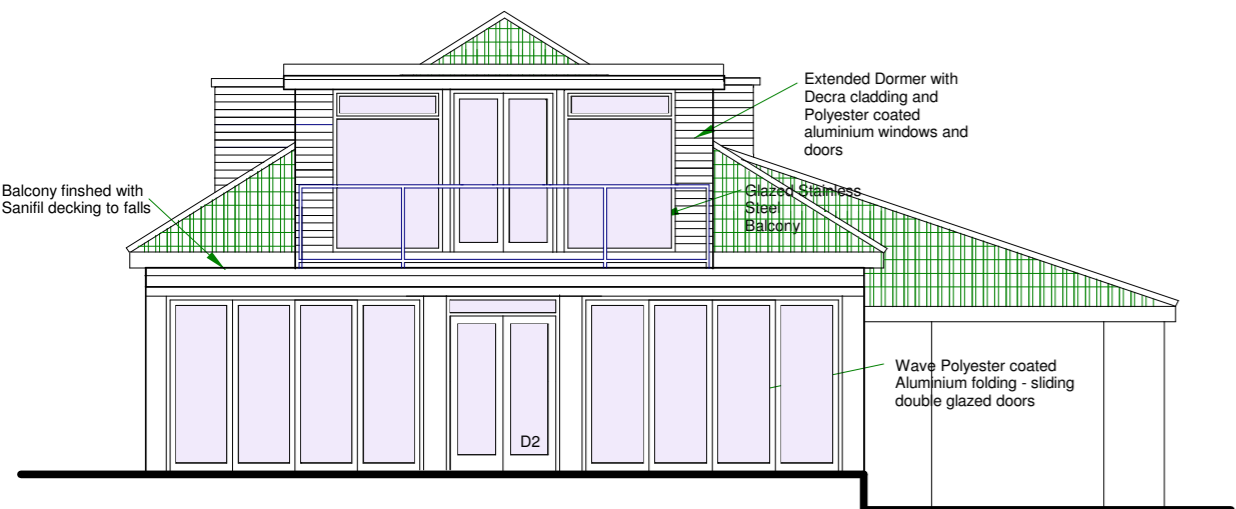 Extended Dormer with
Decra cladding and
Polyester coated
aluminium windows and
doors
Balcony finshed with
Sanifil decking to falls
Glazed Stainless
Steel
Balcony
Wave Polyester coated
Aluminium folding - sliding
double glazed doors
D2